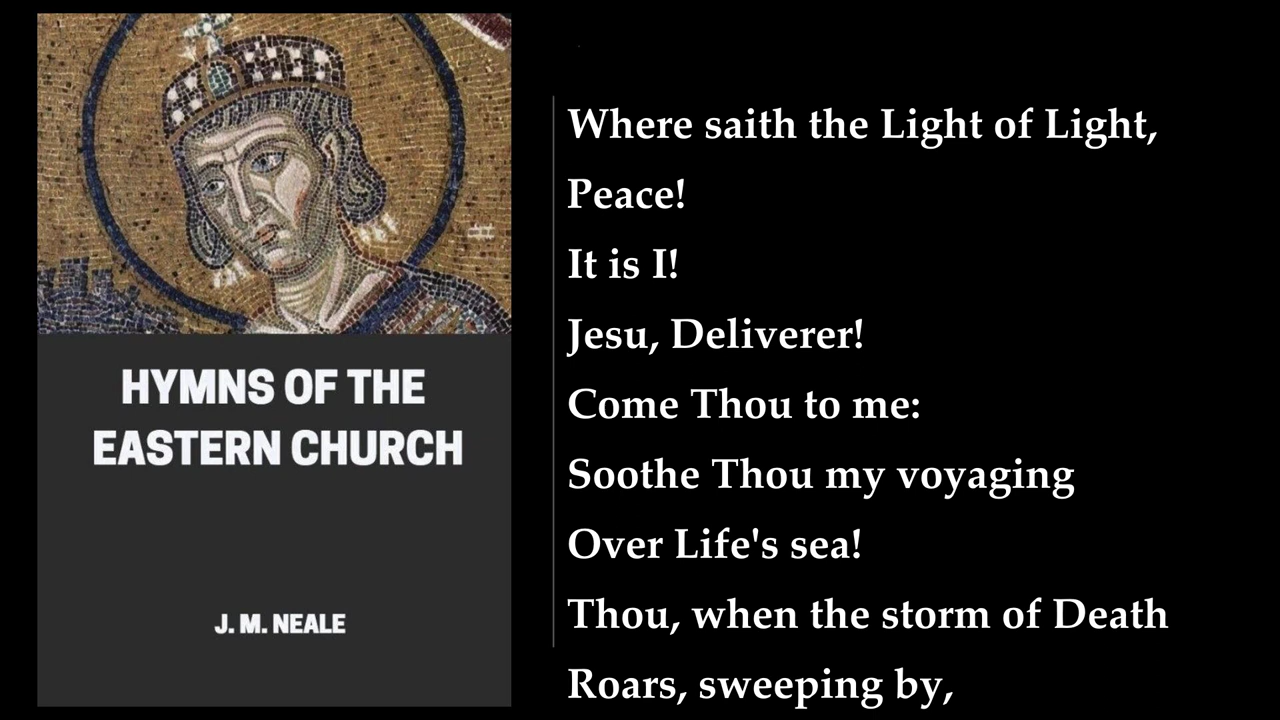 HYMNS OF THE
EASTERN CHURCH
J. M. NEALE
Where saith the Light of Light,
Peace!
It is I!
Jesu, Deliverer!
Come Thou to me:
Soothe Thou my voyaging
Over Life's sea!
Thou, when the storm of Death
Roars, sweeping by,